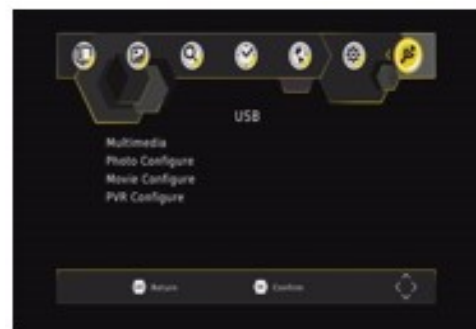 USB
Multimedia
Photo Configure
Movie Configure
PVR Configure
Return
Confirm